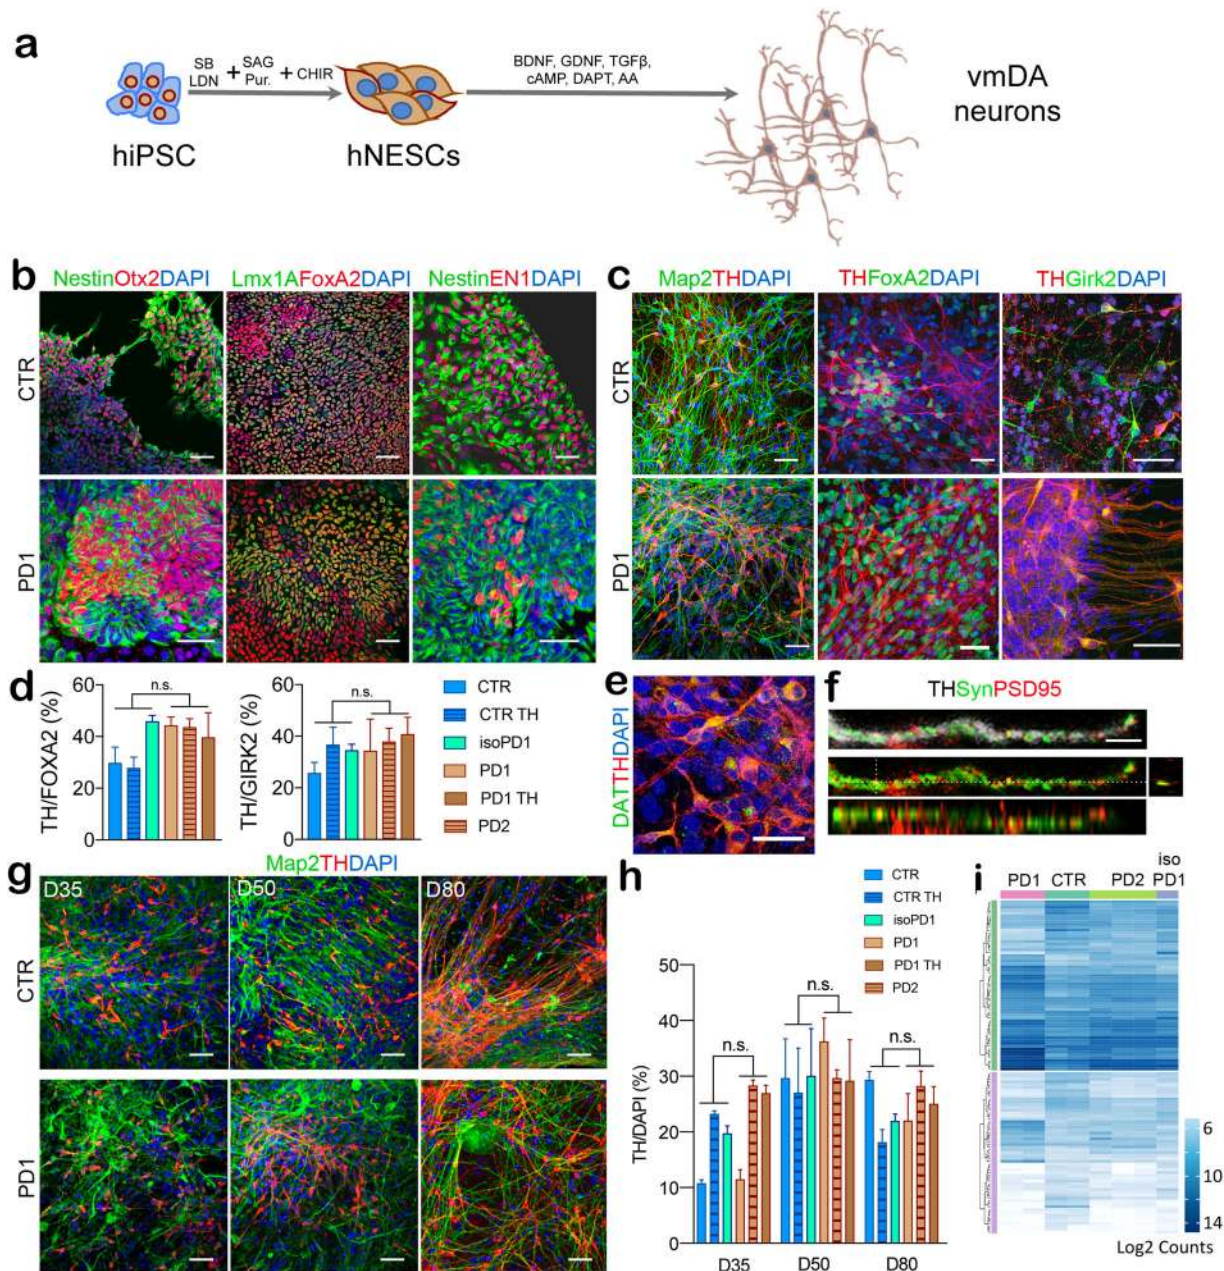 a
SB
LDN
+
SAG
Pur.
+
CHIR
BDNF, GDNF, TGFβ,
cAMP, DAPT, AA
hiPSC
hNESCs
vmDA
neurons
b
NestinOtx2DAPI
Lmx1AFoxA2DAPI
NestinEN1DAPI
CTR
PD1
c
Map2THDAPI
THFoxA2DAPI
THGirk2DAPI
CTR
PD1
d
TH/FOXA2 (%)
60
40
20
0
n.s.
TH/GIRK2 (%)
60
40
20
0
n.s.
CTR
CTR TH
isoPD1
PD1
PD1 TH
PD2
e
DATTHDAPI
f
THSynPSD95
g
Map2THDAPI
D35
D50
D80
CTR
PD1
h
CTR
CTR TH
isoPD1
PD1
PD1 TH
PD2
TH/DAPI (%)
50
40
30
20
10
0
n.s.
n.s.
n.s.
D35
D50
D80
i
PD1
CTR
PD2
iso
PD1
6
10
14
Log2 Counts